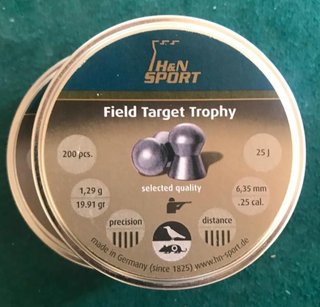 H&N
SPORT
Field Target Trophy
200 pcs.
25 J
selected quality
1,29 g
19.91 gr
6,35 mm
.25 cal.
precision
distance
made in Germany (since 1825) www.hn-sport.de